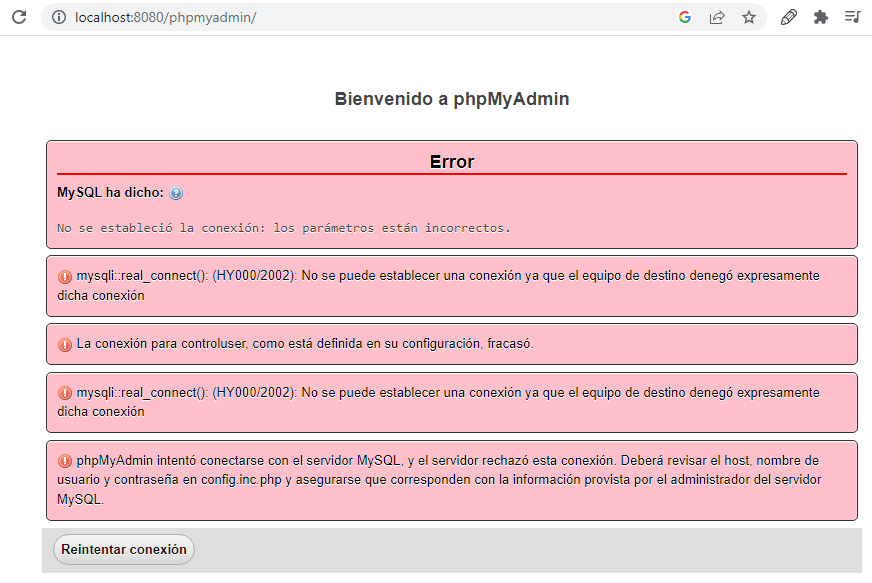 localhost:8080/phpmyadmin/
Bienvenido a phpMyAdmin
Error
MySQL ha dicho:
No se estableció la conexión: los parámetros están incorrectos.
mysqli::real_connect(): (HY000/2002): No se puede establecer una conexión ya que el equipo de destino denegó expresamente
dicha conexión
La conexión para controluser, como está definida en su configuración, fracasó.
mysqli::real_connect(): (HY000/2002): No se puede establecer una conexión ya que el equipo de destino denegó expresamente
dicha conexión
phpMyAdmin intentó conectarse con el servidor MySQL, y el servidor rechazó esta conexión. Deberá revisar el host, nombre de
usuario y contraseña en config.inc.php y asegurarse que corresponden con la información provista por el administrador del servidor
MySQL.
Reintentar conexión